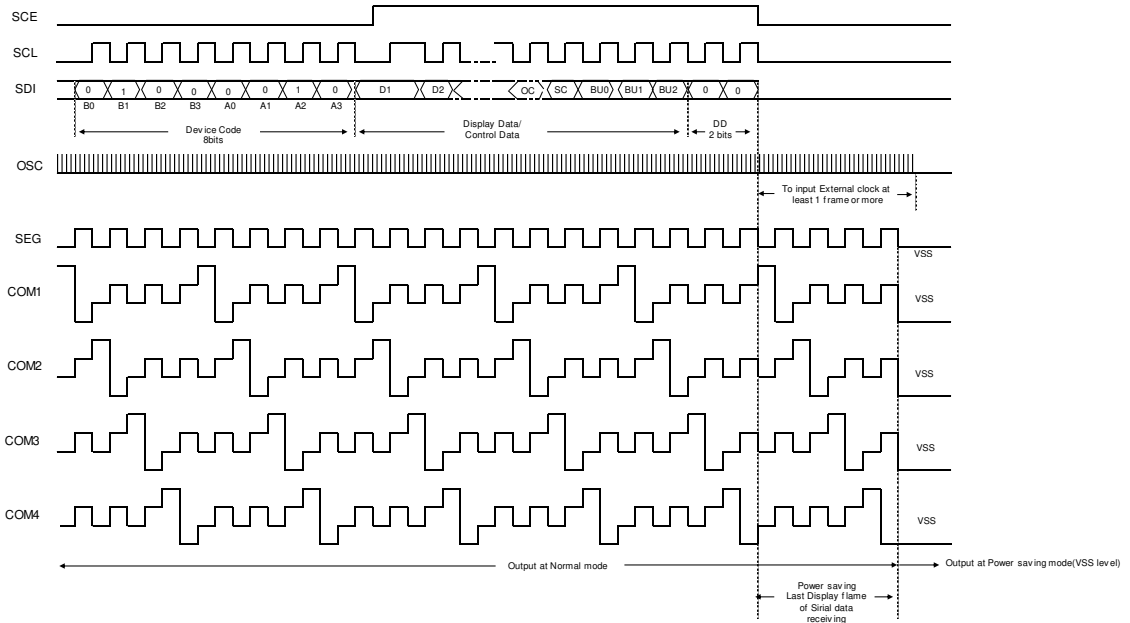 SCE
SCL
SDI
0 1 0 0 0 0 1 0 D1 D2 OC SC BU0 BU1 BU2 0 0
B0 B1 B2 B3 A0 A1 A2 A3
Device Code
8bits
Display Data/
Control Data
DD
2 bits
OSC
To input External clock at
least 1 frame or more
SEG
VSS
COM1
VSS
COM2
VSS
COM3
VSS
COM4
VSS
Output at Normal mode
Output at Power saving mode(VSS level)
Power saving
Last Display flame
of Sirial data
receiving